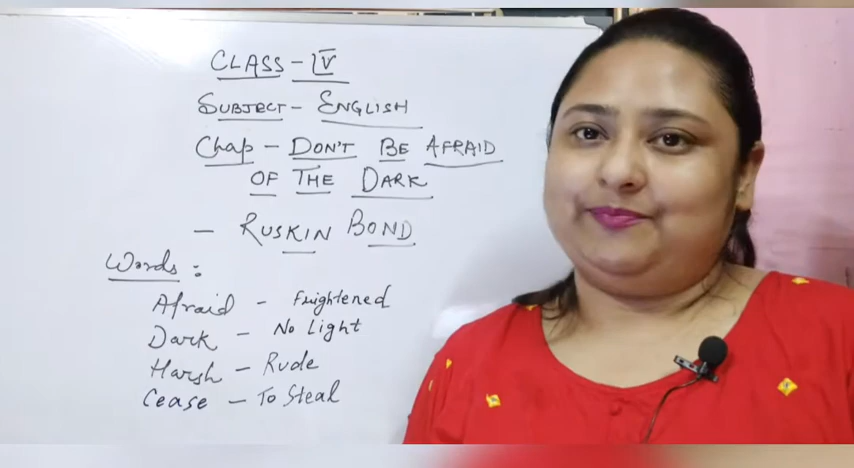 CLASS - IV
SUBJECT - ENGLISH
Chap - DON'T BE AFRAID
OF THE DARK
- RUSKIN BOND
Words :
Afraid - Frightened
Dark - No Light
Harsh - Rude
Cease - To Steal